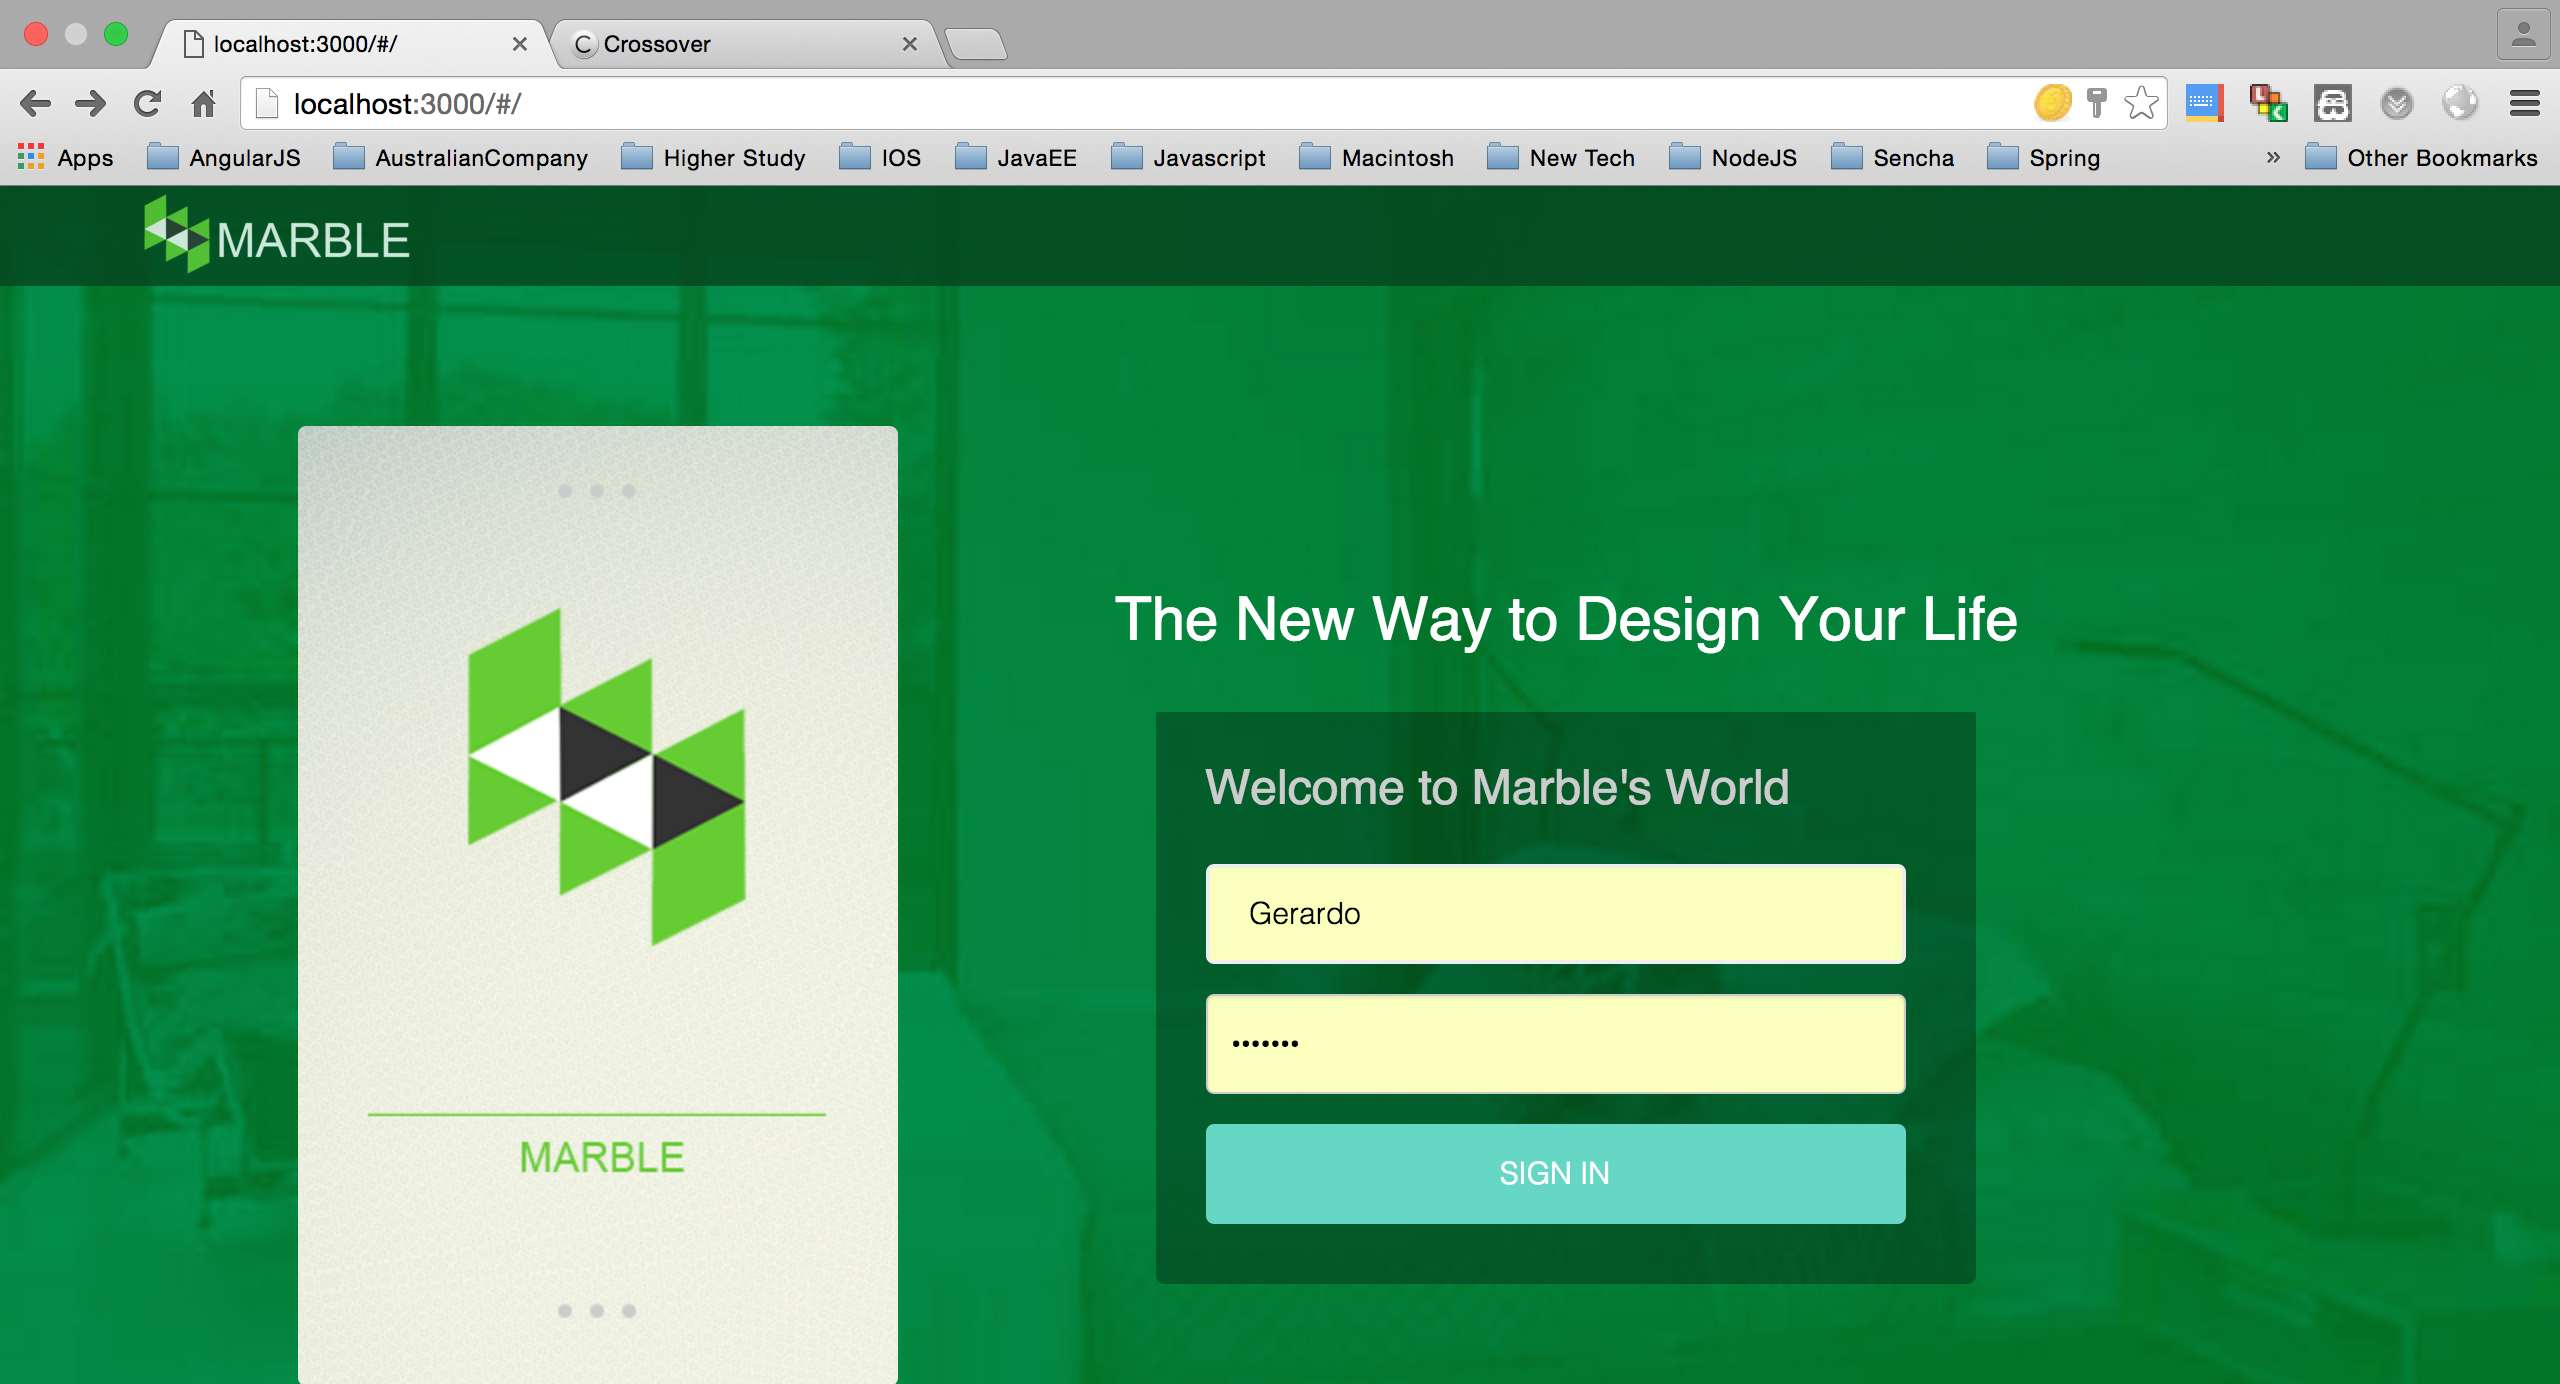 localhost:3000/#/
Crossover
localhost:3000/#/
Apps AngularJS AustralianCompany Higher Study IOS JavaEE Javascript Macintosh New Tech NodeJS Sencha Spring » Other Bookmarks
MARBLE
The New Way to Design Your Life
Welcome to Marble's World
Gerardo
•••••••
SIGN IN
MARBLE